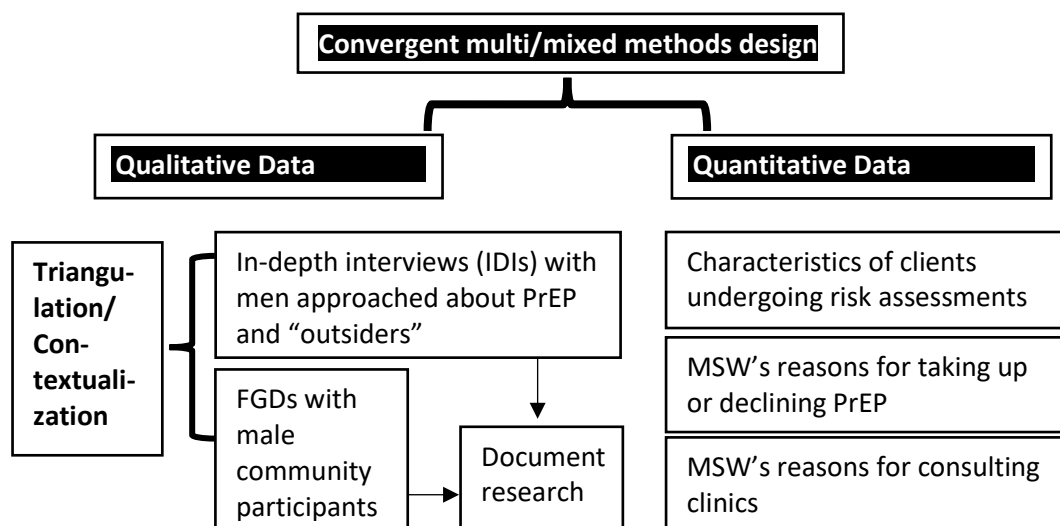 Convergent multi/mixed methods design
Qualitative Data
Quantitative Data
Triangu-
lation/
Con-
textuali-
zation
In-depth interviews (IDIs) with
men approached about PrEP
and “outsiders”
FGDs with
male
community
participants
Document
research
Characteristics of clients
undergoing risk assessments
MSW’s reasons for taking up
or declining PrEP
MSW’s reasons for consulting
clinics